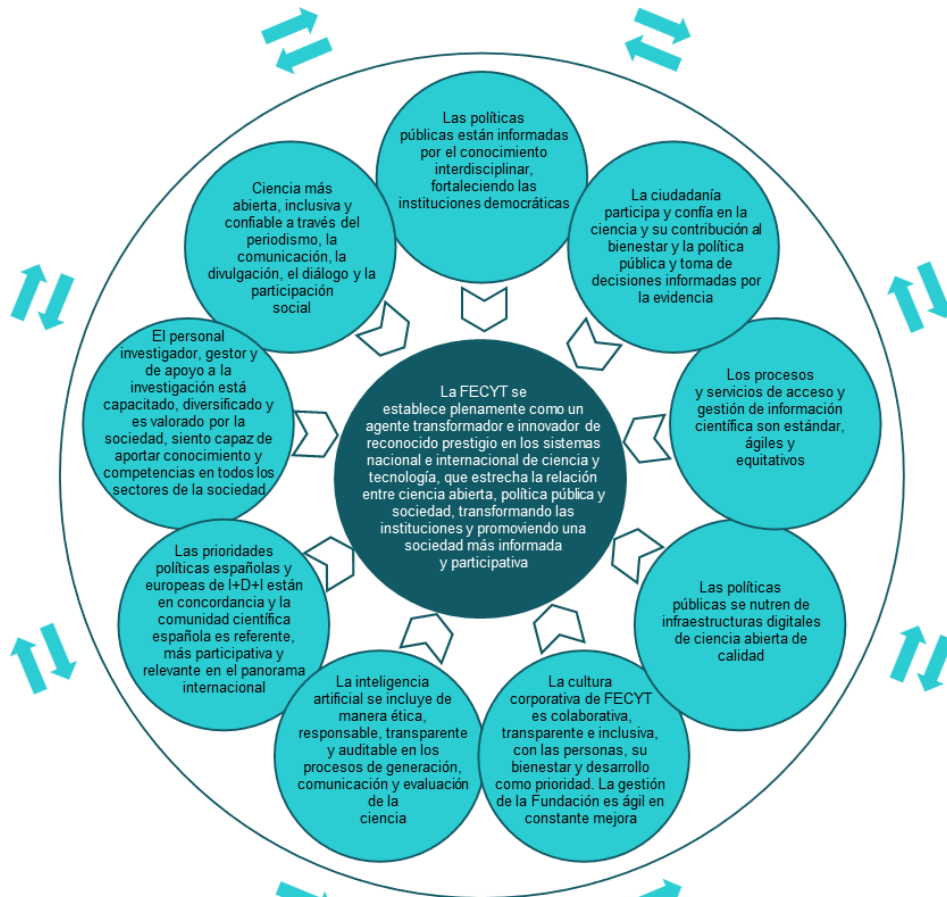 Las políticas
públicas están informadas
por el conocimiento
interdisciplinar,
fortaleciendo las
instituciones democráticas
La ciudadanía
participa y confía en la
ciencia y su contribución al
bienestar y la política
pública y toma de
decisiones informadas por
la evidencia
Los procesos
y servicios de acceso y
gestión de información
científica son estándar,
ágiles y
equitativos
Las políticas
públicas se nutren de
infraestructuras digitales
de ciencia abierta de
calidad
La cultura
corporativa de FECYT
es colaborativa,
transparente e inclusiva,
con las personas, su
bienestar y desarrollo
como prioridad. La gestión
de la Fundación es ágil en
constante mejora
La inteligencia
artificial se incluye de
manera ética,
responsable, transparente
y auditable en los
procesos de generación,
comunicación y evaluación
de la
ciencia
Las prioridades
políticas españolas y
europeas de I+D+I están
en concordancia y la
comunidad científica
española es referente,
más participativa y
relevante en el panorama
internacional
El personal
investigador, gestor y
de apoyo a la
investigación está
capacitado, diversificado y
es valorado por la
sociedad, siento capaz de
aportar conocimiento y
competencias en todos los
sectores de la sociedad
Ciencia más
abierta, inclusiva y
confiable a través del
periodismo, la
comunicación, la
divulgación, el diálogo y la
participación
social
La FECYT se
establece plenamente como un
agente transformador e innovador de
reconocido prestigio en los sistemas
nacional e internacional de ciencia y
tecnología, que estrecha la relación
entre ciencia abierta, política pública y
sociedad, transformando las
instituciones y promoviendo una
sociedad más informada
y participativa